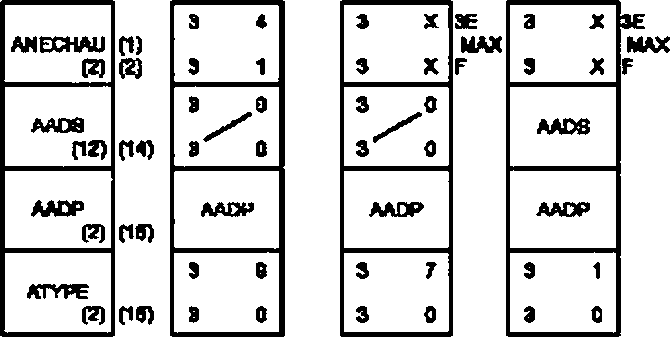 3 4 3 X 3E 3 X 3E
ANECHAU (1) MAX MAX
(2) (2) 3 1 3 X F 3 X F
3 0 3 0
AADS AADS
(12) (14) 3 0 3 0
AADP AADP AADP AADP
(2) (15)
3 3 7 3 1
ATYPE
(2) (16) 3 0 3 0 3 0